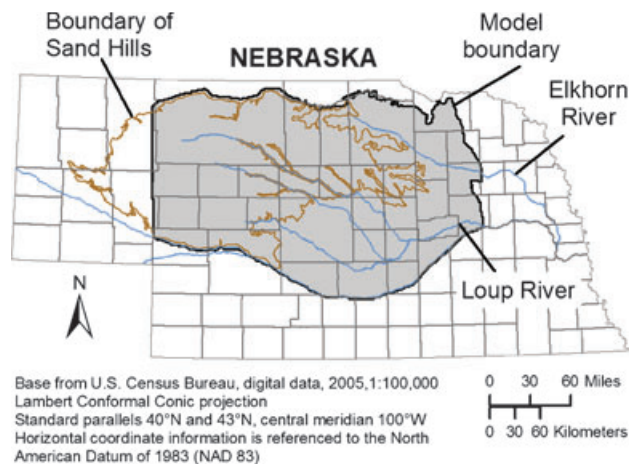 Boundary of
Sand Hills
NEBRASKA
Model
boundary
Elkhorn
River
Loup River
N
Base from U.S. Census Bureau, digital data, 2005,1:100,000
Lambert Conformal Conic projection
Standard parallels 40°N and 43°N, central meridian 100°W
Horizontal coordinate information is referenced to the North
American Datum of 1983 (NAD 83)
0 30 60 Miles
0 30 60 Kilometers